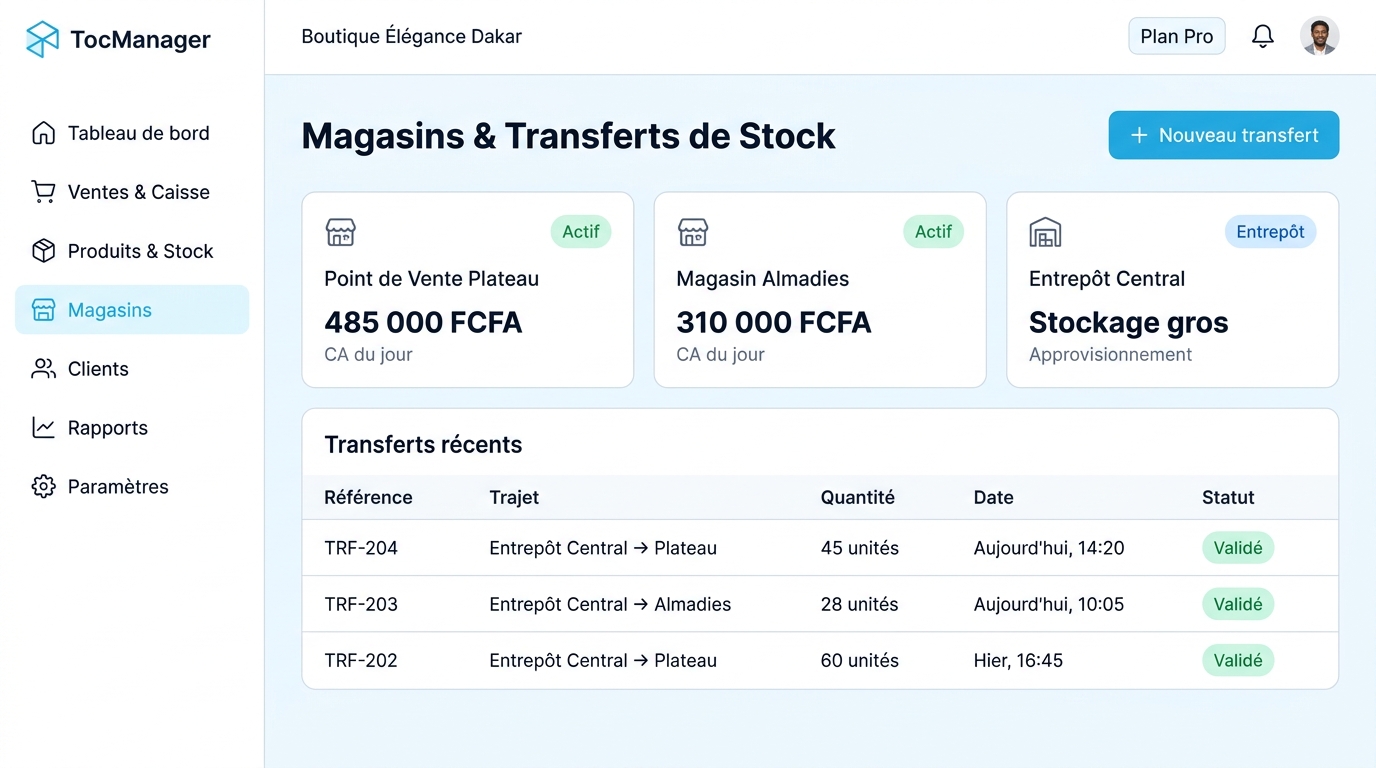 TocManager
Boutique Élégance Dakar
Plan Pro
Tableau de bord
Ventes & Caisse
Produits & Stock
Magasins
Clients
Rapports
Paramètres
Magasins & Transferts de Stock
+ Nouveau transfert
Actif
Point de Vente Plateau
485 000 FCFA
CA du jour
Actif
Magasin Almadies
310 000 FCFA
CA du jour
Entrepôt
Entrepôt Central
Stockage gros
Approvisionnement
Transferts récents
Référence Trajet Quantité Date Statut
TRF-204 Entrepôt Central → Plateau 45 unités Aujourd'hui, 14:20 Validé
TRF-203 Entrepôt Central → Almadies 28 unités Aujourd'hui, 10:05 Validé
TRF-202 Entrepôt Central → Plateau 60 unités Hier, 16:45 Validé